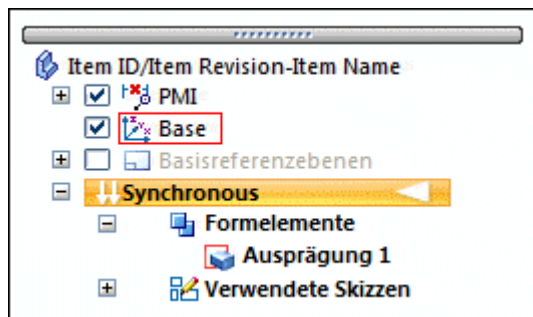 Item ID/Item Revision-Item Name
PMI
Base
Basisreferenzebenen
Synchronous
Formelemente
Ausprägung 1
Verwendete Skizzen